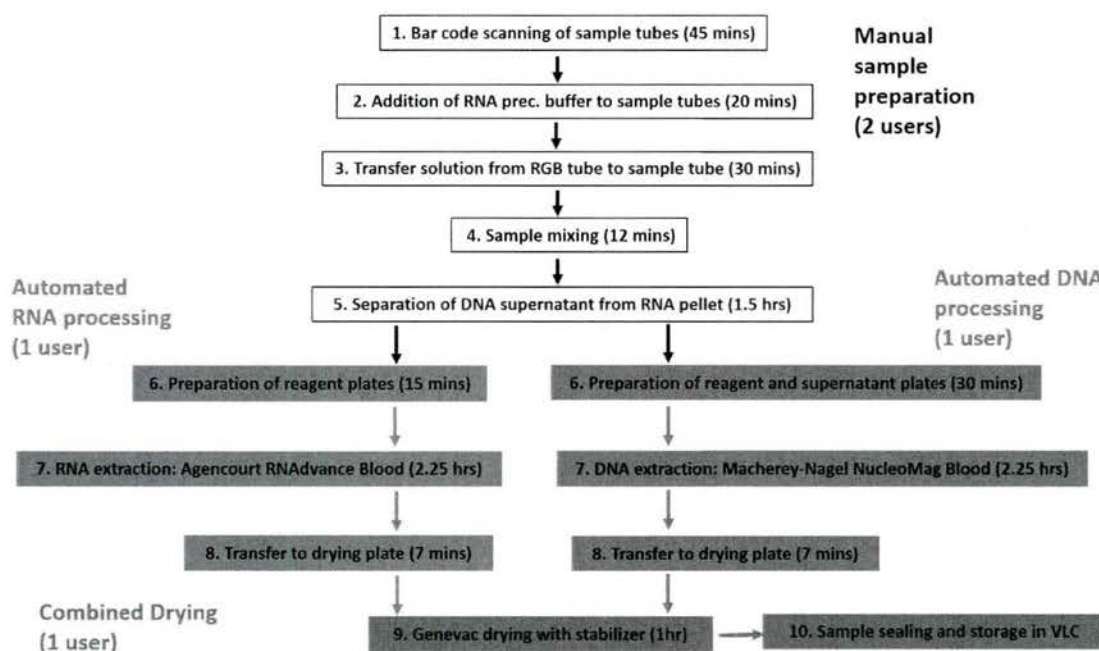 1. Bar code scanning of sample tubes (45 mins)
Manual
sample
preparation
(2 users)
2. Addition of RNA prec. buffer to sample tubes (20 mins)
3. Transfer solution from RGB tube to sample tube (30 mins)
4. Sample mixing (12 mins)
Automated
RNA processing
(1 user)
5. Separation of DNA supernatant from RNA pellet (1.5 hrs)
Automated DNA
processing
(1 user)
6. Preparation of reagent plates (15 mins)
6. Preparation of reagent and supernatant plates (30 mins)
7. RNA extraction: Agencourt RNAdvance Blood (2.25 hrs)
7. DNA extraction: Macherey-Nagel NucleoMag Blood (2.25 hrs)
8. Transfer to drying plate (7 mins)
8. Transfer to drying plate (7 mins)
Combined Drying
(1 user)
9. Genevac drying with stabilizer (1hr)
10. Sample sealing and storage in VLC